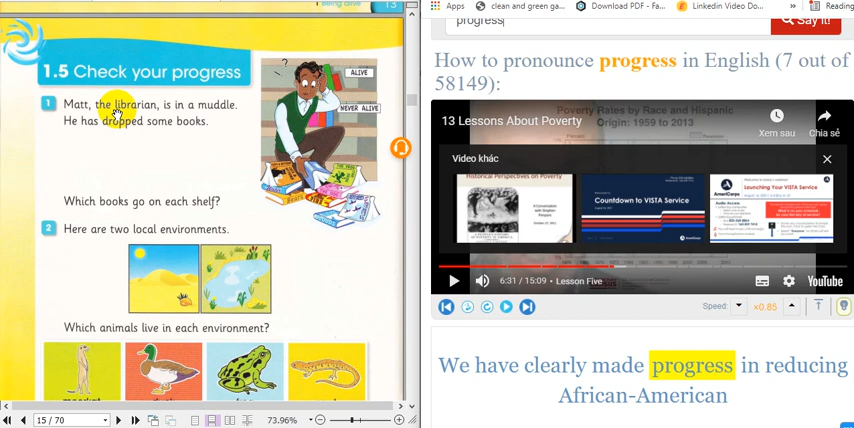 1 Being alive
13
1.5 Check your progress
1 Matt, the librarian, is in a muddle.
He has dropped some books.
?
ALIVE
NEVER ALIVE
Which books go on each shelf?
2 Here are two local environments.
Which animals live in each environment?
15 / 70
73.96%
Apps
clean and green ga...
Download PDF - Fa...
Linkedin Video Do...
»
Reading
progress
Say it!
How to pronounce progress in English (7 out of
58149):
Poverty Rates by Race and Hispanic
Origin: 1959 to 2013
13 Lessons About Poverty
Xem sau
Chia sẻ
Video khác
Historical Perspectives on Poverty
Countdown to VISTA Service
AmeriCorps
Launching Your VISTA Service
6:31 / 15:09 • Lesson Five
YouTube
Speed:
x0.85
We have clearly made progress in reducing
African-American